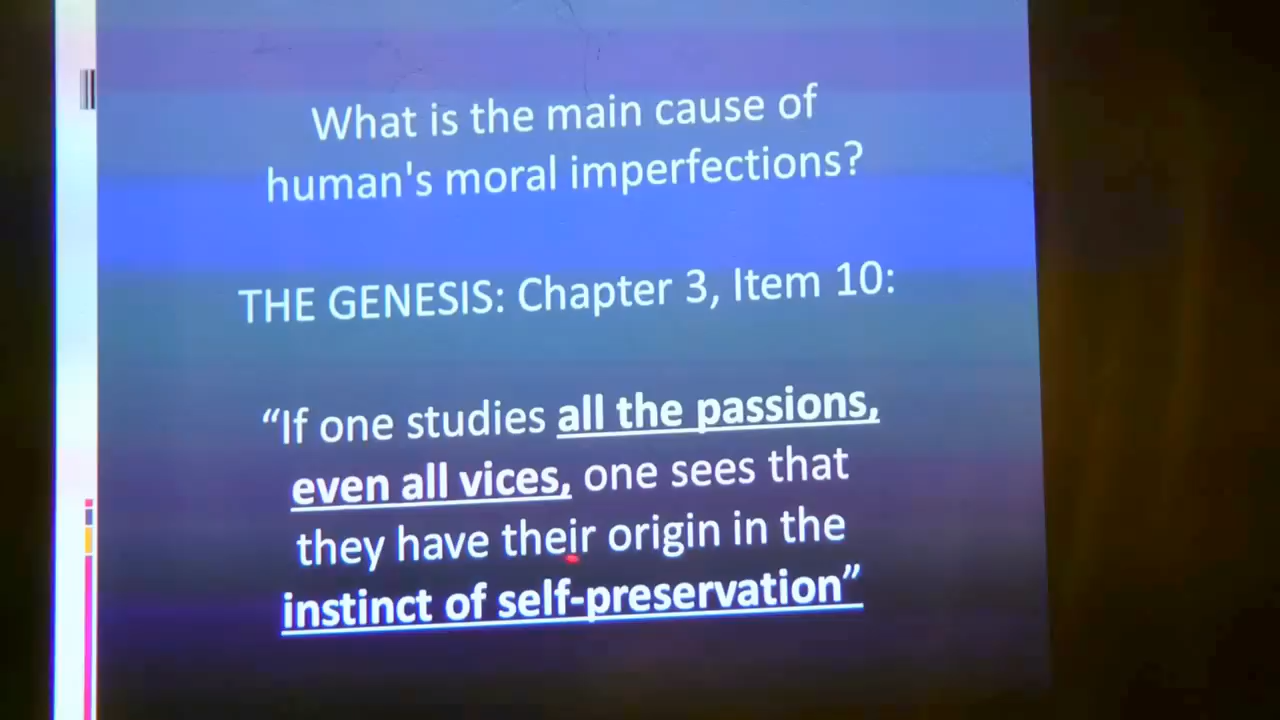 What is the main cause of
human's moral imperfections?
THE GENESIS: Chapter 3, Item 10:
“If one studies all the passions,
even all vices, one sees that
they have their origin in the
instinct of self-preservation”